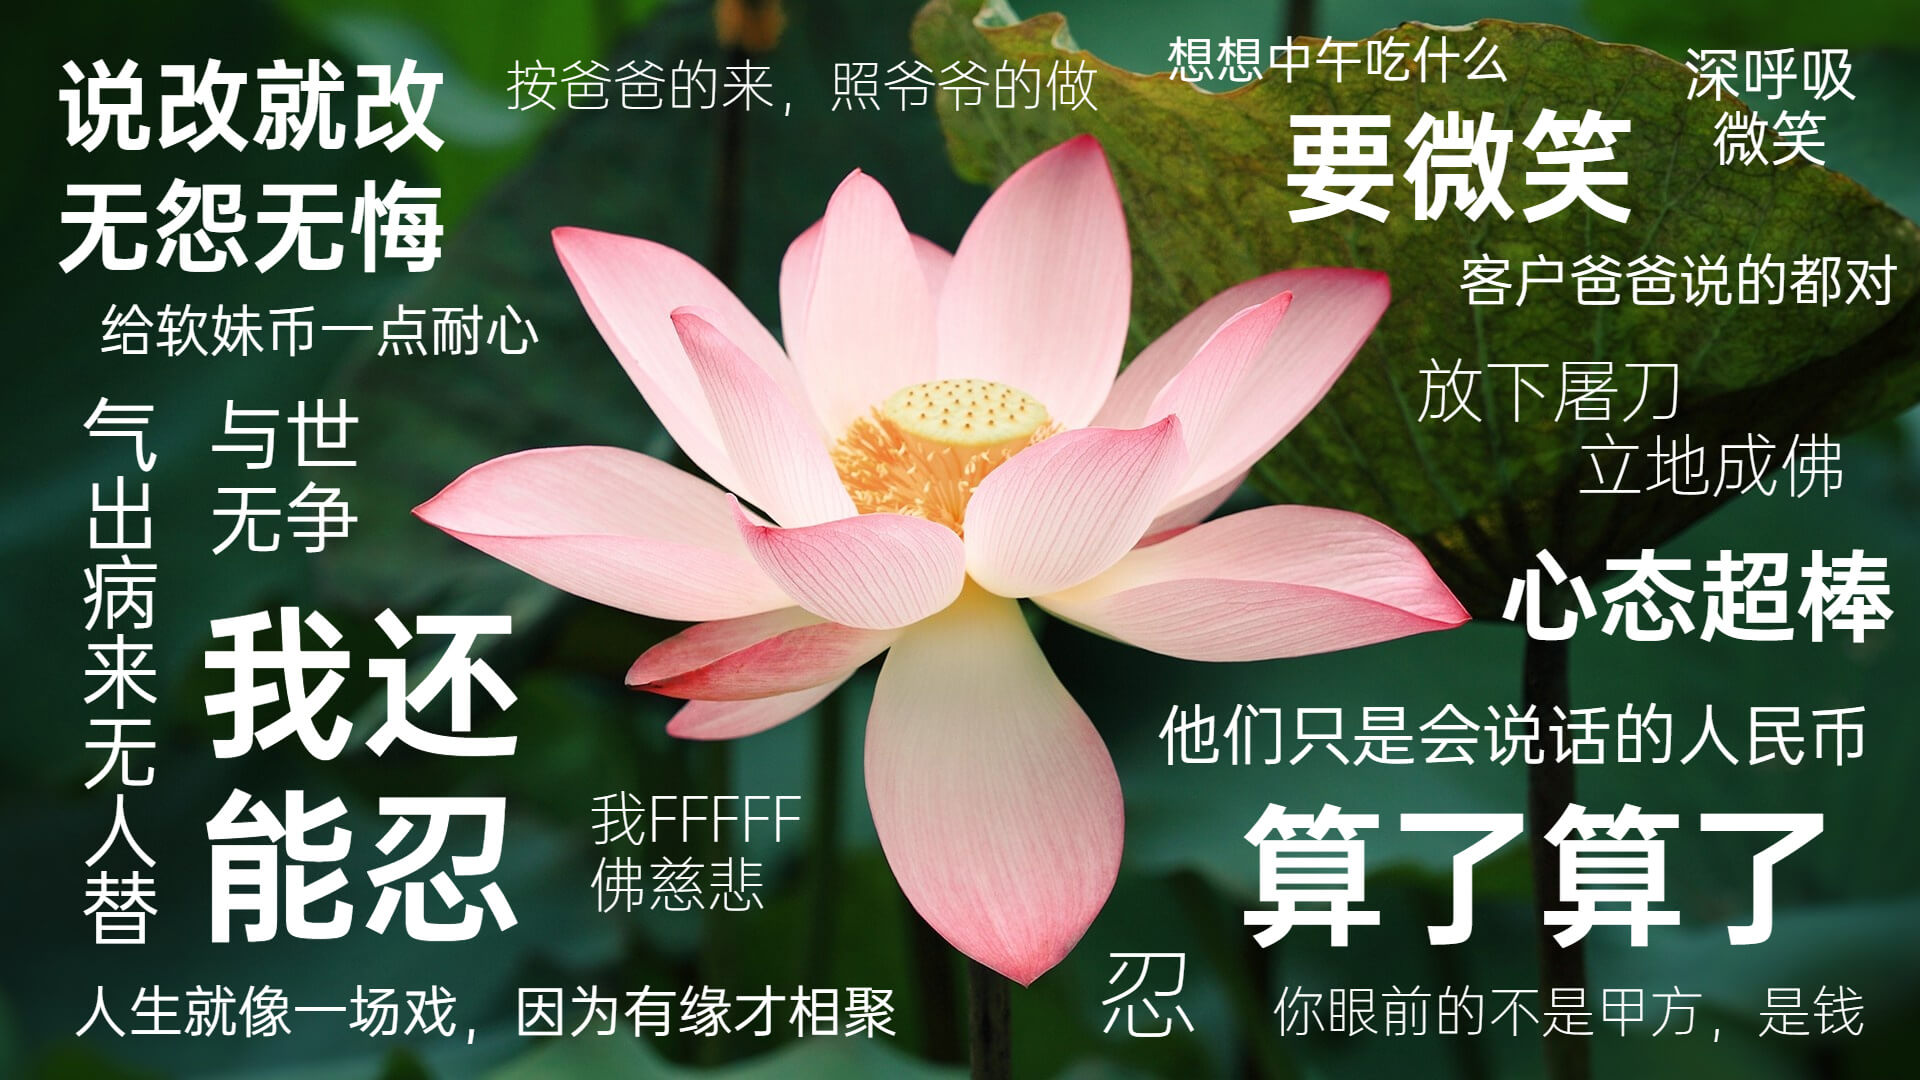 说改就改
无怨无悔
给软妹币一点耐心
按爸爸的来，照爷爷的做
想想中午吃什么
要微笑
深呼吸
微笑
客户爸爸说的都对
放下屠刀
立地成佛
气出病来无人替
与世
无争
我还
能忍
心态超棒
他们只是会说话的人民币
我FFFFF
佛慈悲
算了算了
人生就像一场戏，因为有缘才相聚
忍
你眼前的不是甲方，是钱